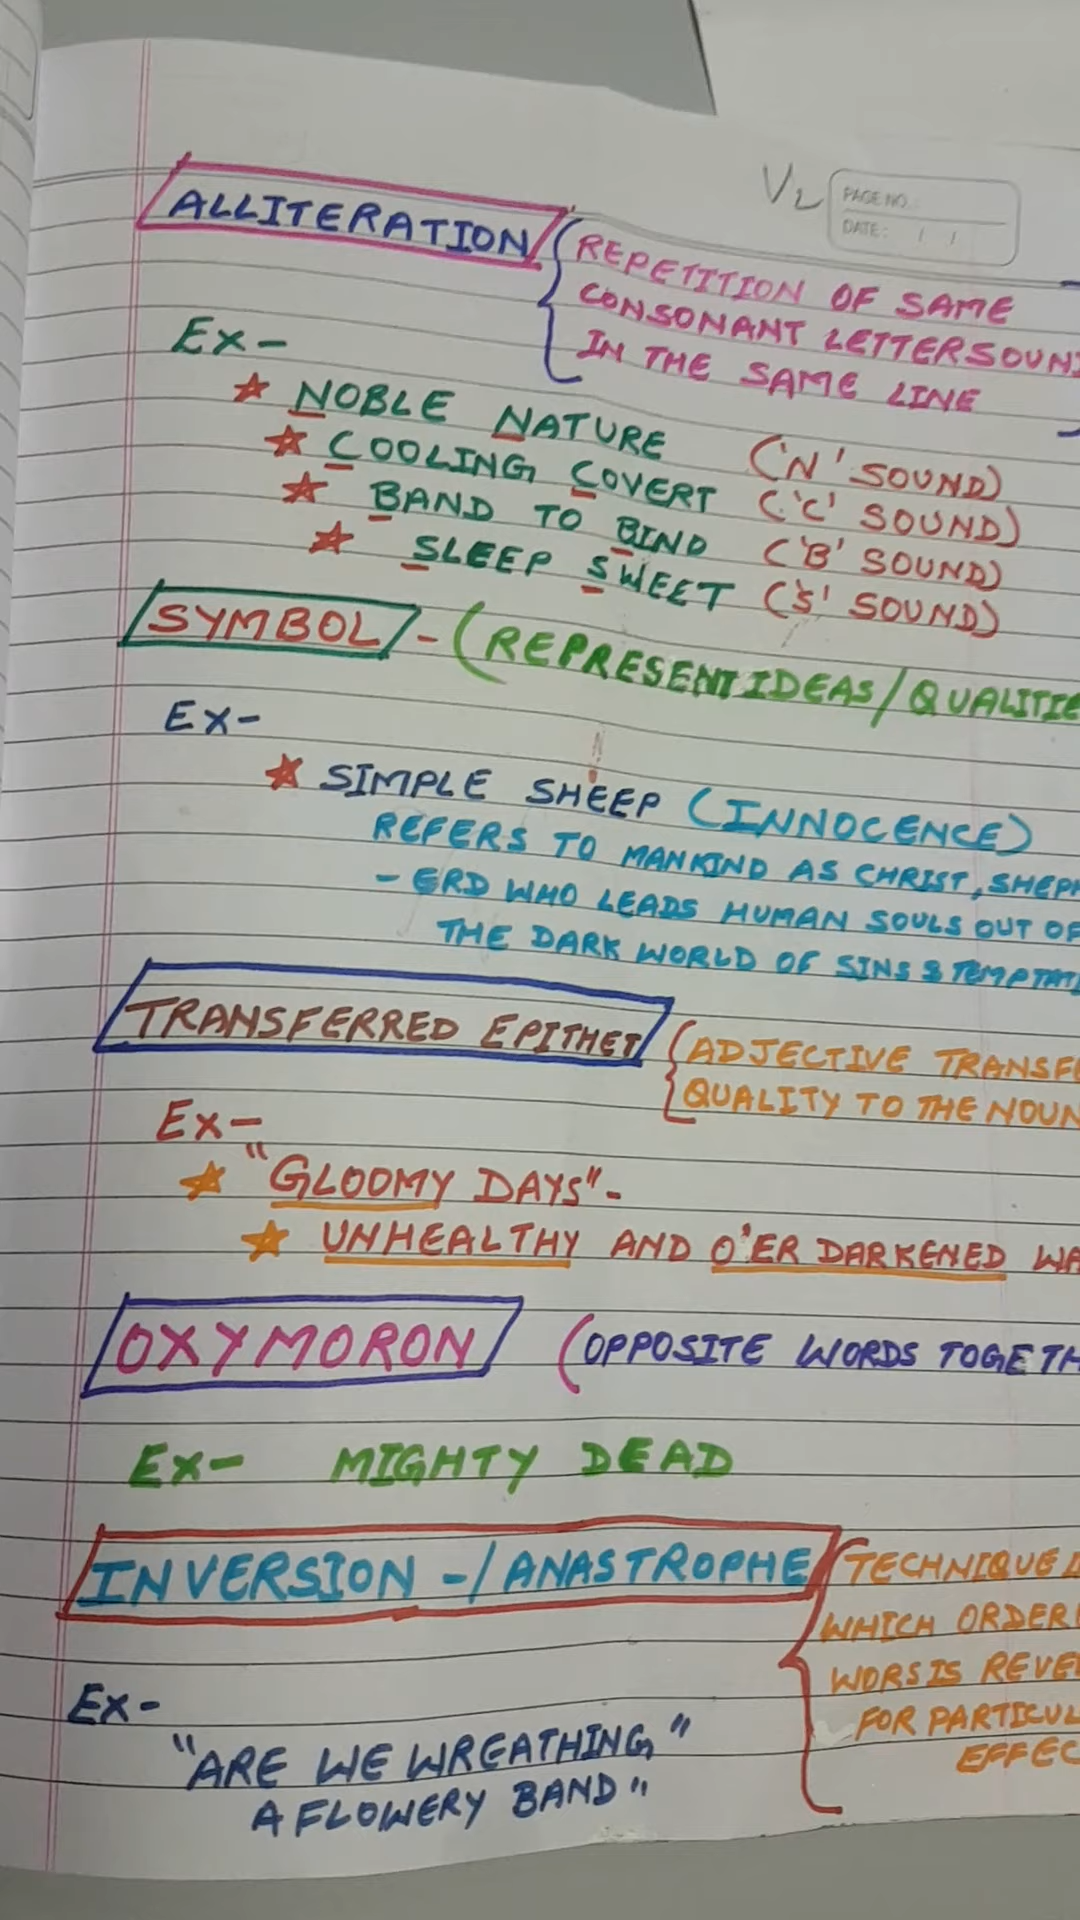 V2
PAGE NO.
DATE: / /
ALLITERATION
REPETITION OF SAME
CONSONANT LETTERSOUN
IN THE SAME LINE
Ex-
NOBLE NATURE ('N' SOUND)
COOLING COVERT ('C' SOUND)
BAND TO BIND ('B' SOUND)
SLEEP SWEET ('S' SOUND)
SYMBOL - (REPRESENT IDEAS/QUALITIE
Ex-
SIMPLE SHEEP (INNOCENCE)
REFERS TO MANKIND AS CHRIST, SHEPH
- ERD WHO LEADS HUMAN SOULS OUT OF
THE DARK WORLD OF SINS & TEMPTATI
TRANSFERRED EPITHET
(ADJECTIVE TRANSFE
QUALITY TO THE NOUN
Ex-
"GLOOMY DAYS"-
UNHEALTHY AND O'ER DARKENED WA
OXYMORON (OPPOSITE WORDS TOGETH
Ex- MIGHTY DEAD
INVERSION -/ANASTROPHE
TECHNIQUE I
WHICH ORDER
WORSIS REVE
FOR PARTICUL
EFFEC
Ex-
"ARE WE WREATHING"
A FLOWERY BAND"